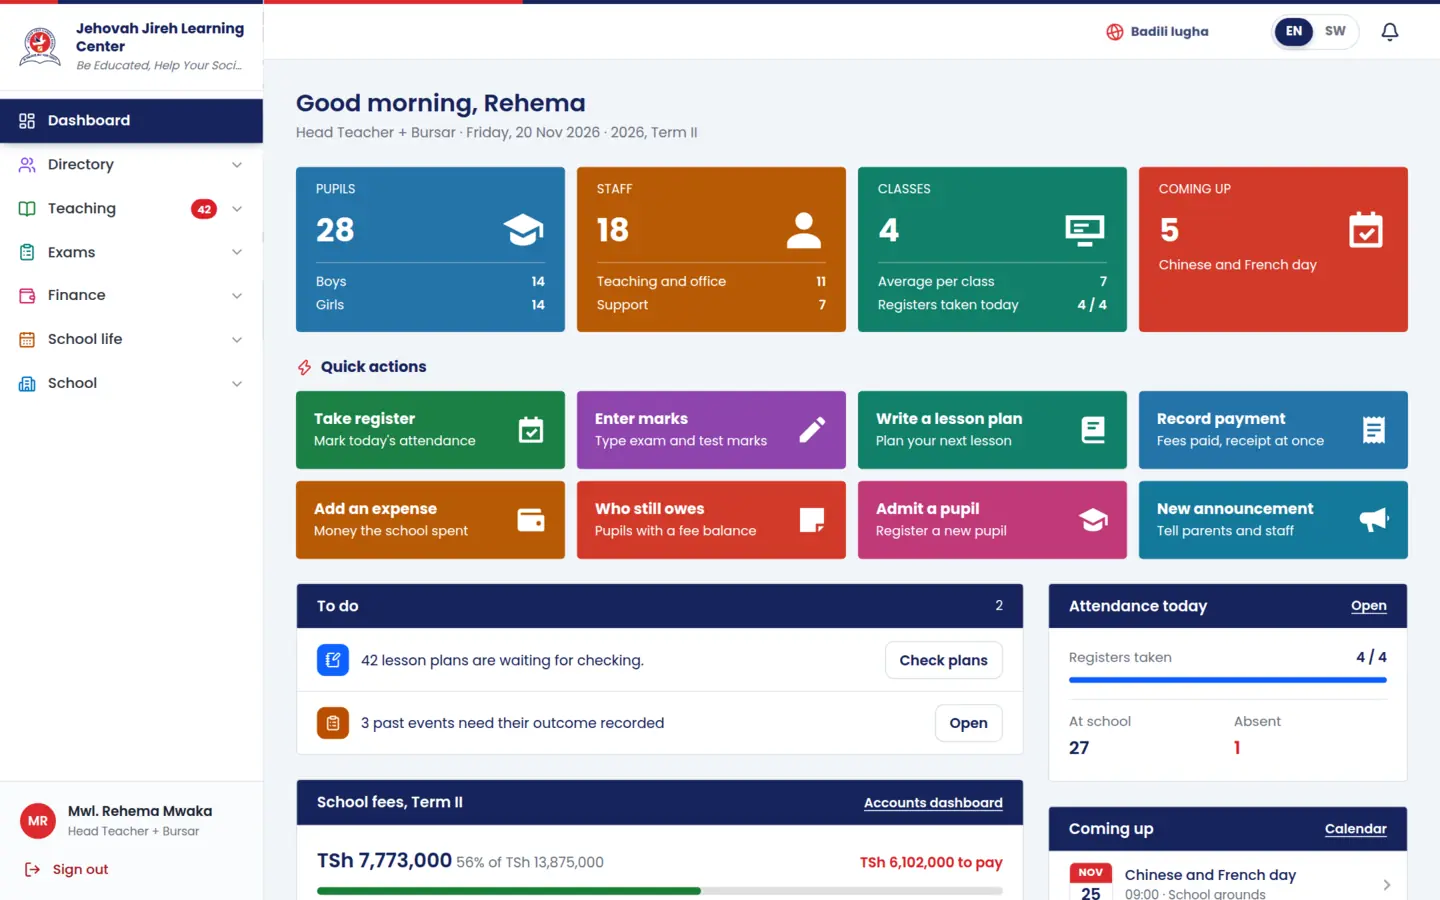 Jehovah Jireh Learning
Center
Be Educated, Help Your Soci...
Badili lugha
EN
SW
Dashboard
Directory
Teaching
42
Exams
Finance
School life
School
Mwl. Rehema Mwaka
MR
Head Teacher + Bursar
Sign out
Good morning, Rehema
Head Teacher + Bursar · Friday, 20 Nov 2026 · 2026, Term II
PUPILS
28
Boys 14
Girls 14
STAFF
18
Teaching and office 11
Support 7
CLASSES
4
Average per class 7
Registers taken today 4 / 4
COMING UP
5
Chinese and French day
Quick actions
Take register
Mark today's attendance
Enter marks
Type exam and test marks
Write a lesson plan
Plan your next lesson
Record payment
Fees paid, receipt at once
Add an expense
Money the school spent
Who still owes
Pupils with a fee balance
Admit a pupil
Register a new pupil
New announcement
Tell parents and staff
To do 2
42 lesson plans are waiting for checking. Check plans
3 past events need their outcome recorded Open
School fees, Term II Accounts dashboard
TSh 7,773,000 56% of TSh 13,875,000 TSh 6,102,000 to pay
Attendance today Open
Registers taken 4 / 4
At school Absent
27 1
Coming up Calendar
NOV
25
Chinese and French day
09:00 · School grounds